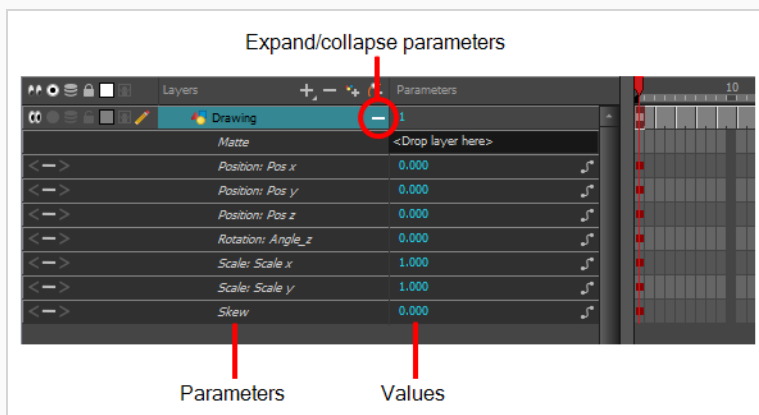 Expand/collapse parameters
Layers Parameters 10
Drawing 1
Matte <Drop layer here>
Position: Pos x 0.000
Position: Pos y 0.000
Position: Pos z 0.000
Rotation: Angle_z 0.000
Scale: Scale x 1.000
Scale: Scale y 1.000
Skew 0.000
Parameters Values